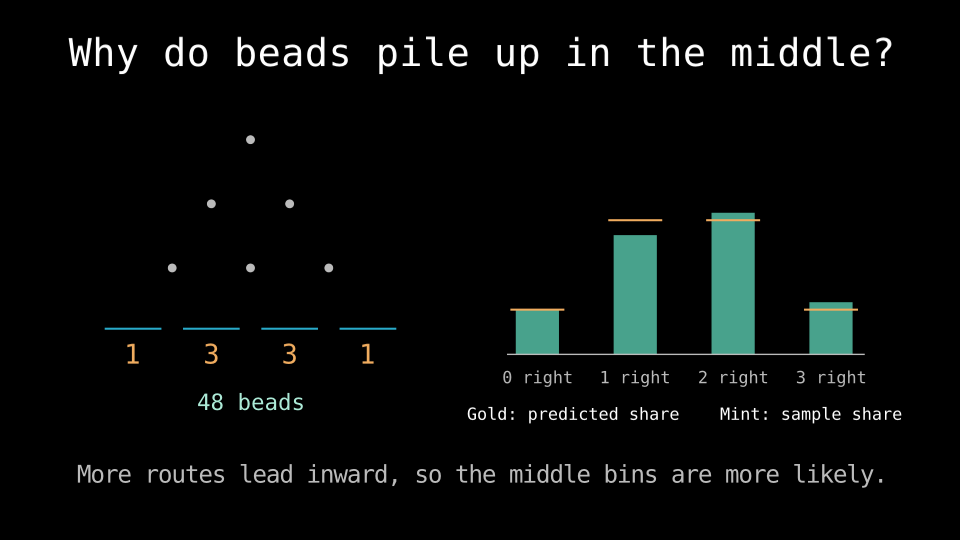 Why do beads pile up in the middle?
1 3 3 1
48 beads
0 right 1 right 2 right 3 right
Gold: predicted share Mint: sample share
More routes lead inward, so the middle bins are more likely.